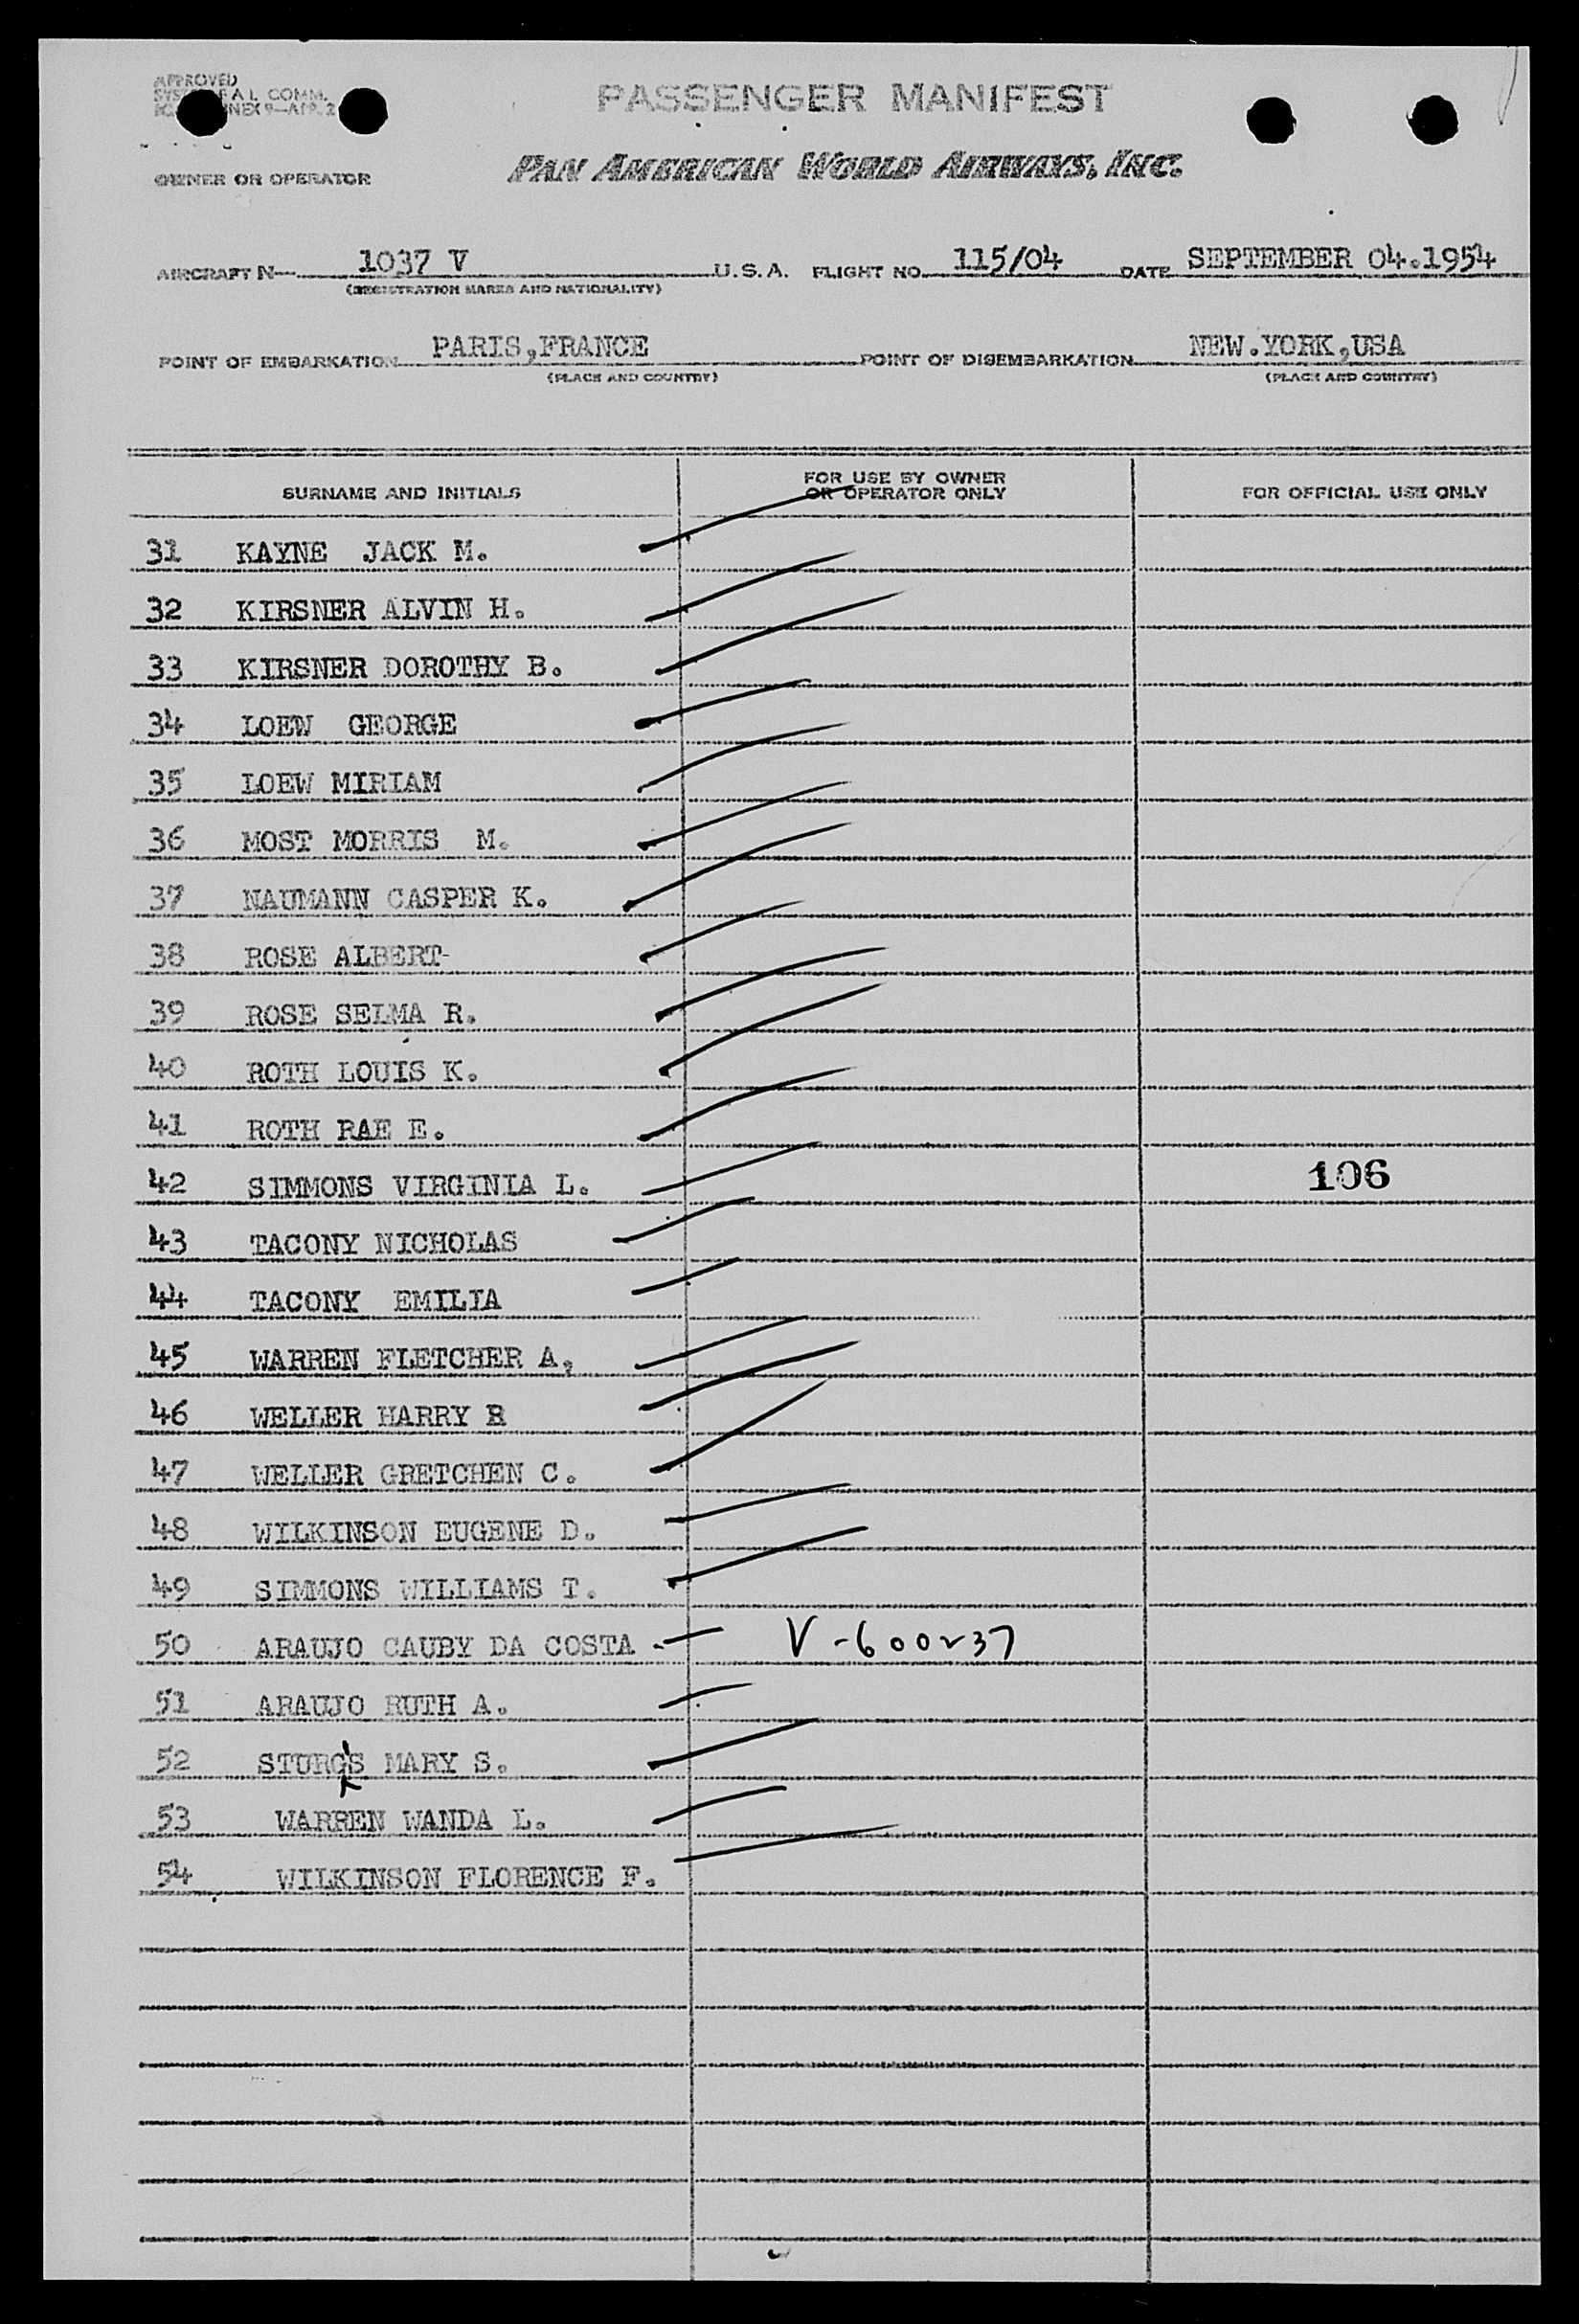 APPROVED
COMM.
PASSENGER MANIFEST
PAN AMERICAN WORLD AIRWAYS, INC.
OWNER OR OPERATOR
AIRCRAFT N— 1037 V U.S.A. FLIGHT NO. 115/04 DATE SEPTEMBER 04.1954
(REGISTRATION MARKS AND NATIONALITY)
POINT OF EMBARKATION PARIS,FRANCE POINT OF DISEMBARKATION NEW.YORK,USA
(PLACE AND COUNTRY) (PLACE AND COUNTRY)
SURNAME AND INITIALS FOR USE BY OWNER OR OPERATOR ONLY FOR OFFICIAL USE ONLY
31 KAYNE JACK M.
32 KIRSNER ALVIN H.
33 KIRSNER DOROTHY B.
34 LOEW GEORGE
35 LOEW MIRIAM
36 MOST MORRIS M.
37 NAUMANN CASPER K.
38 ROSE ALBERT-
39 ROSE SELMA R.
40 ROTH LOUIS K.
41 ROTH RAE E.
42 SIMMONS VIRGINIA L. 106
43 TACONY NICHOLAS
44 TACONY EMILIA
45 WARREN FLETCHER A,
46 WELLER HARRY R
47 WELLER GRETCHEN C.
48 WILKINSON EUGENE D.
49 SIMMONS WILLIAMS T.
50 ARAUJO CAUBY DA COSTA V-600237
51 ARAUJO RUTH A.
52 STURGIS MARY S.
53 WARREN WANDA L.
54 WILKINSON FLORENCE F.